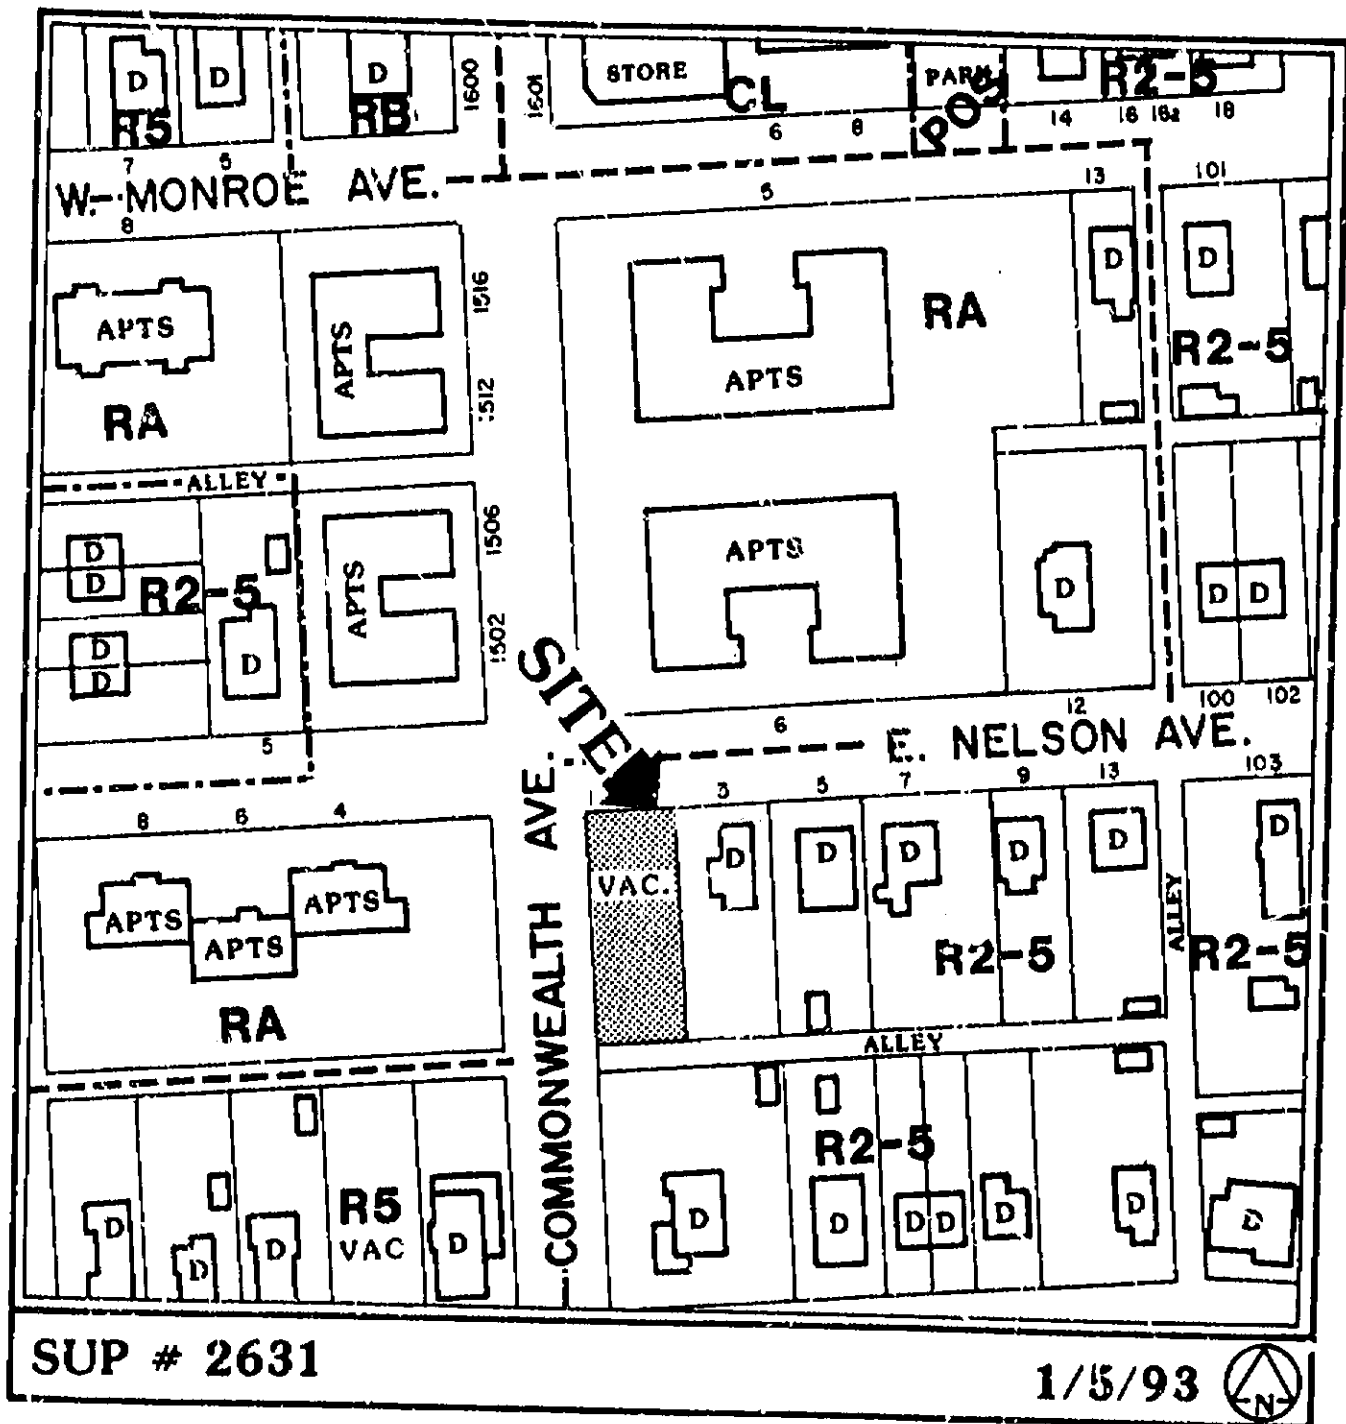 D
D
D
R5
RB
1600
1601
STORE
CL
PARK
POS
R2-5
7
5
6
8
14
16
16½
18
W. MONROE AVE.
8
5
13
101
APTS
RA
APTS
1516
1512
APTS
RA
D
D
R2-5
ALLEY
D
D
R2-5
D
D
D
APTS
1506
1502
APTS
D
D
D
5
SITE
6
12
100
102
E. NELSON AVE.
8
6
4
3
5
7
9
13
103
APTS
APTS
APTS
RA
COMMONWEALTH AVE.
VAC.
D
D
D
D
D
D
R2-5
ALLEY
R2-5
ALLEY
R2-5
D
D
D
R5
VAC
D
D
D
D
D
D
D
D
SUP # 2631
1/5/93
N